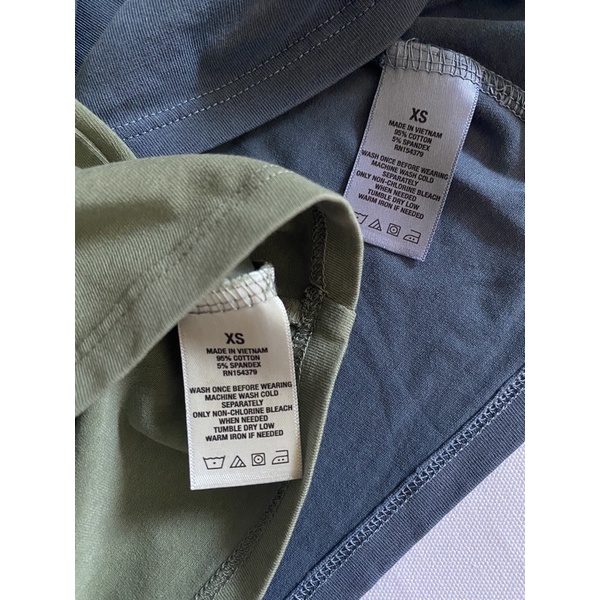 XS
MADE IN VIETNAM
95% COTTON
5% SPANDEX
RN154379
WASH ONCE BEFORE WEARING
MACHINE WASH COLD
SEPARATELY
ONLY NON-CHLORINE BLEACH
WHEN NEEDED
TUMBLE DRY LOW
WARM IRON IF NEEDED
XS
MADE IN VIETNAM
95% COTTON
5% SPANDEX
RN154379
WASH ONCE BEFORE WEARING
MACHINE WASH COLD
SEPARATELY
ONLY NON-CHLORINE BLEACH
WHEN NEEDED
TUMBLE DRY LOW
WARM IRON IF NEEDED